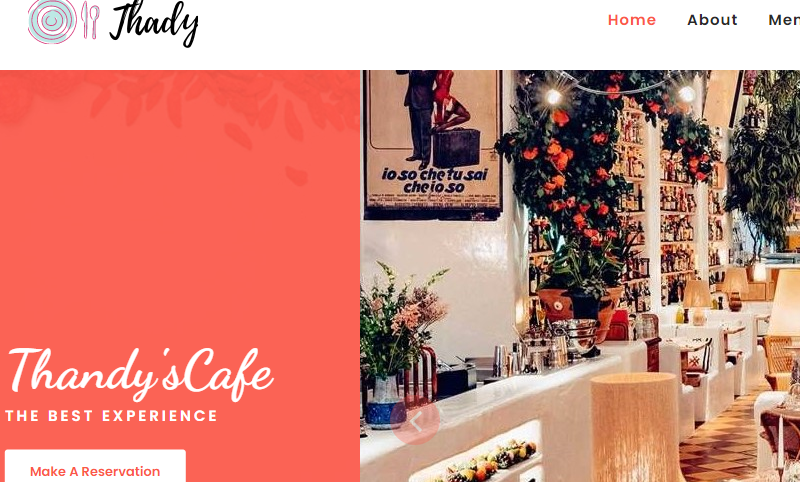 Thady
Home About Men
io so che tu sai
che io so
Thandy'sCafe
THE BEST EXPERIENCE
Make A Reservation